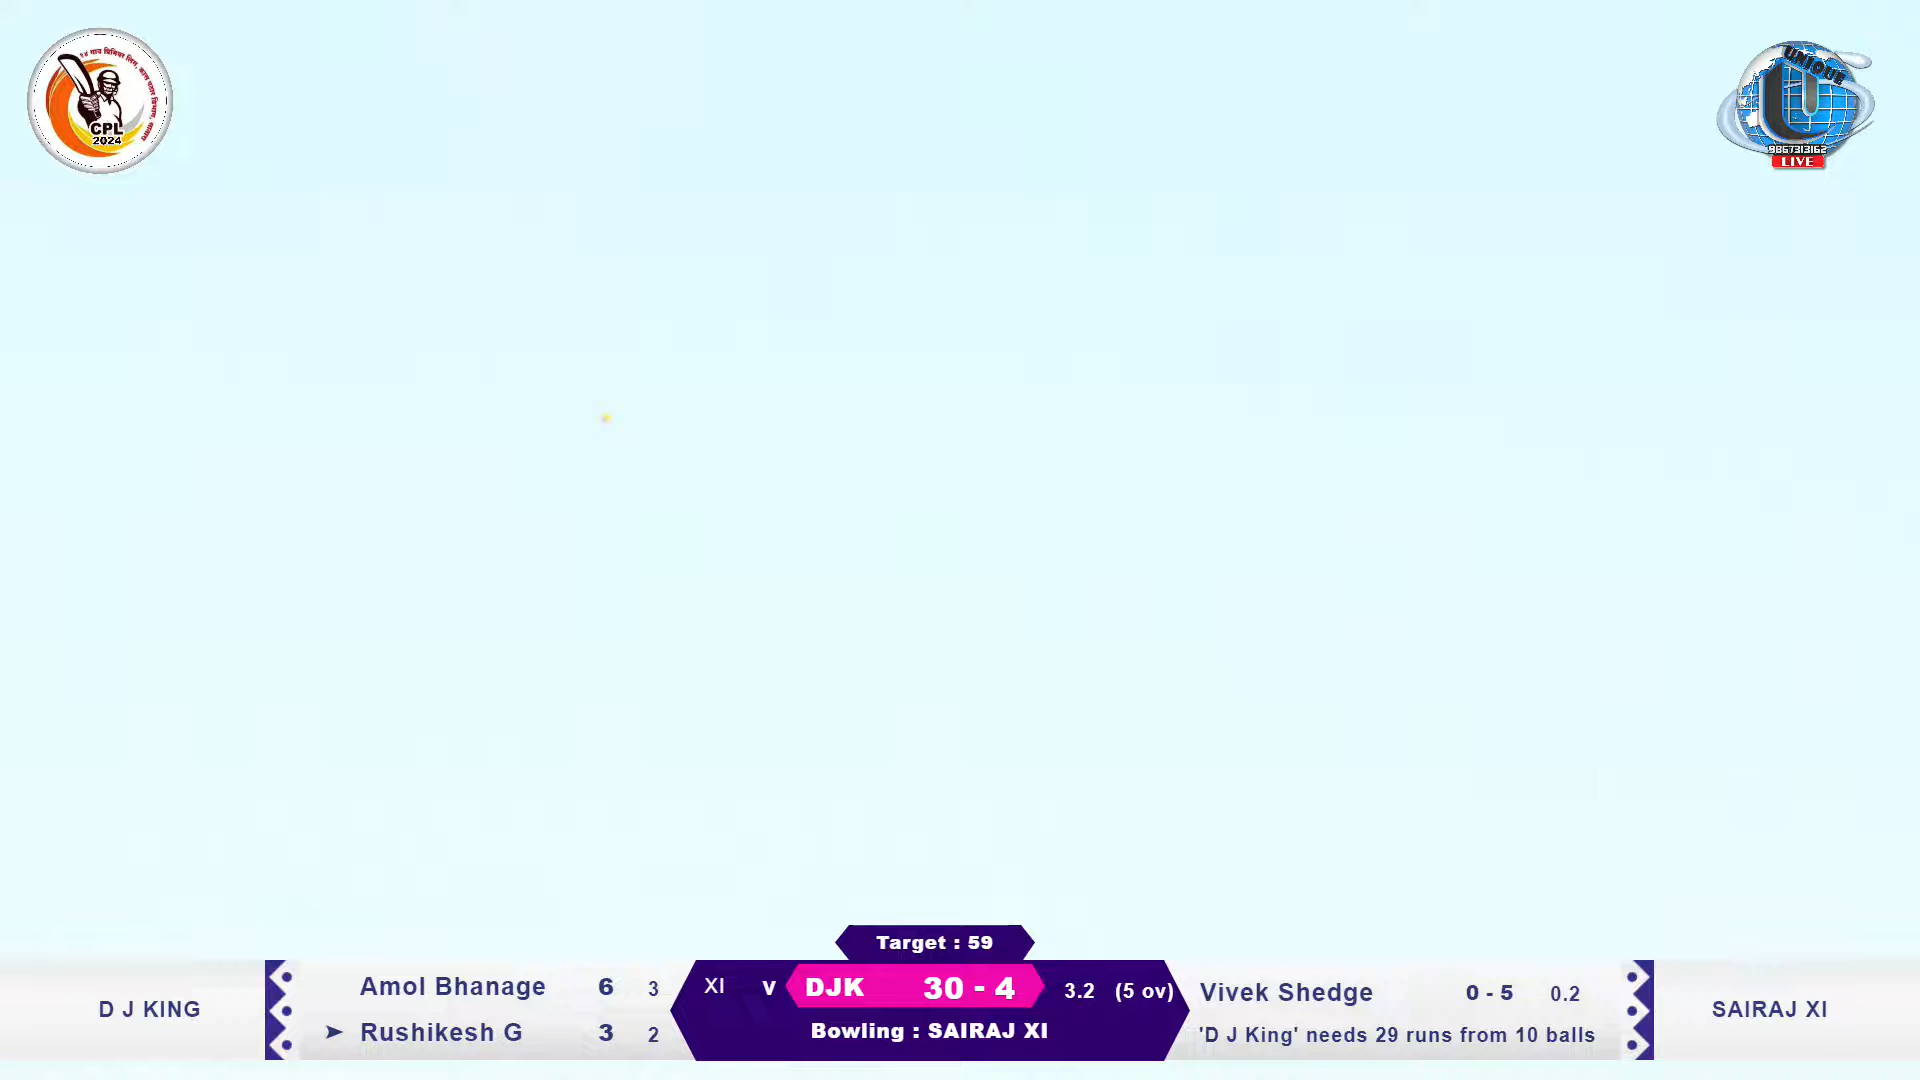 CPL
2024
UNIQUE
9867313162
LIVE
Target : 59
D J KING
Amol Bhanage 6 3
Rushikesh G 3 2
XI v DJK 30 - 4 3.2 (5 ov)
Bowling : SAIRAJ XI
Vivek Shedge 0 - 5 0.2
'D J King' needs 29 runs from 10 balls
SAIRAJ XI